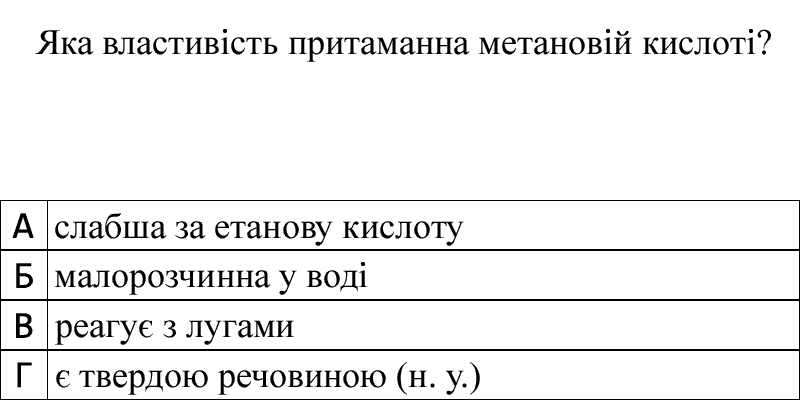 Яка властивість притаманна метановій кислоті?
А слабша за етанову кислоту
Б малорозчинна у воді
В реагує з лугами
Г є твердою речовиною (н. у.)